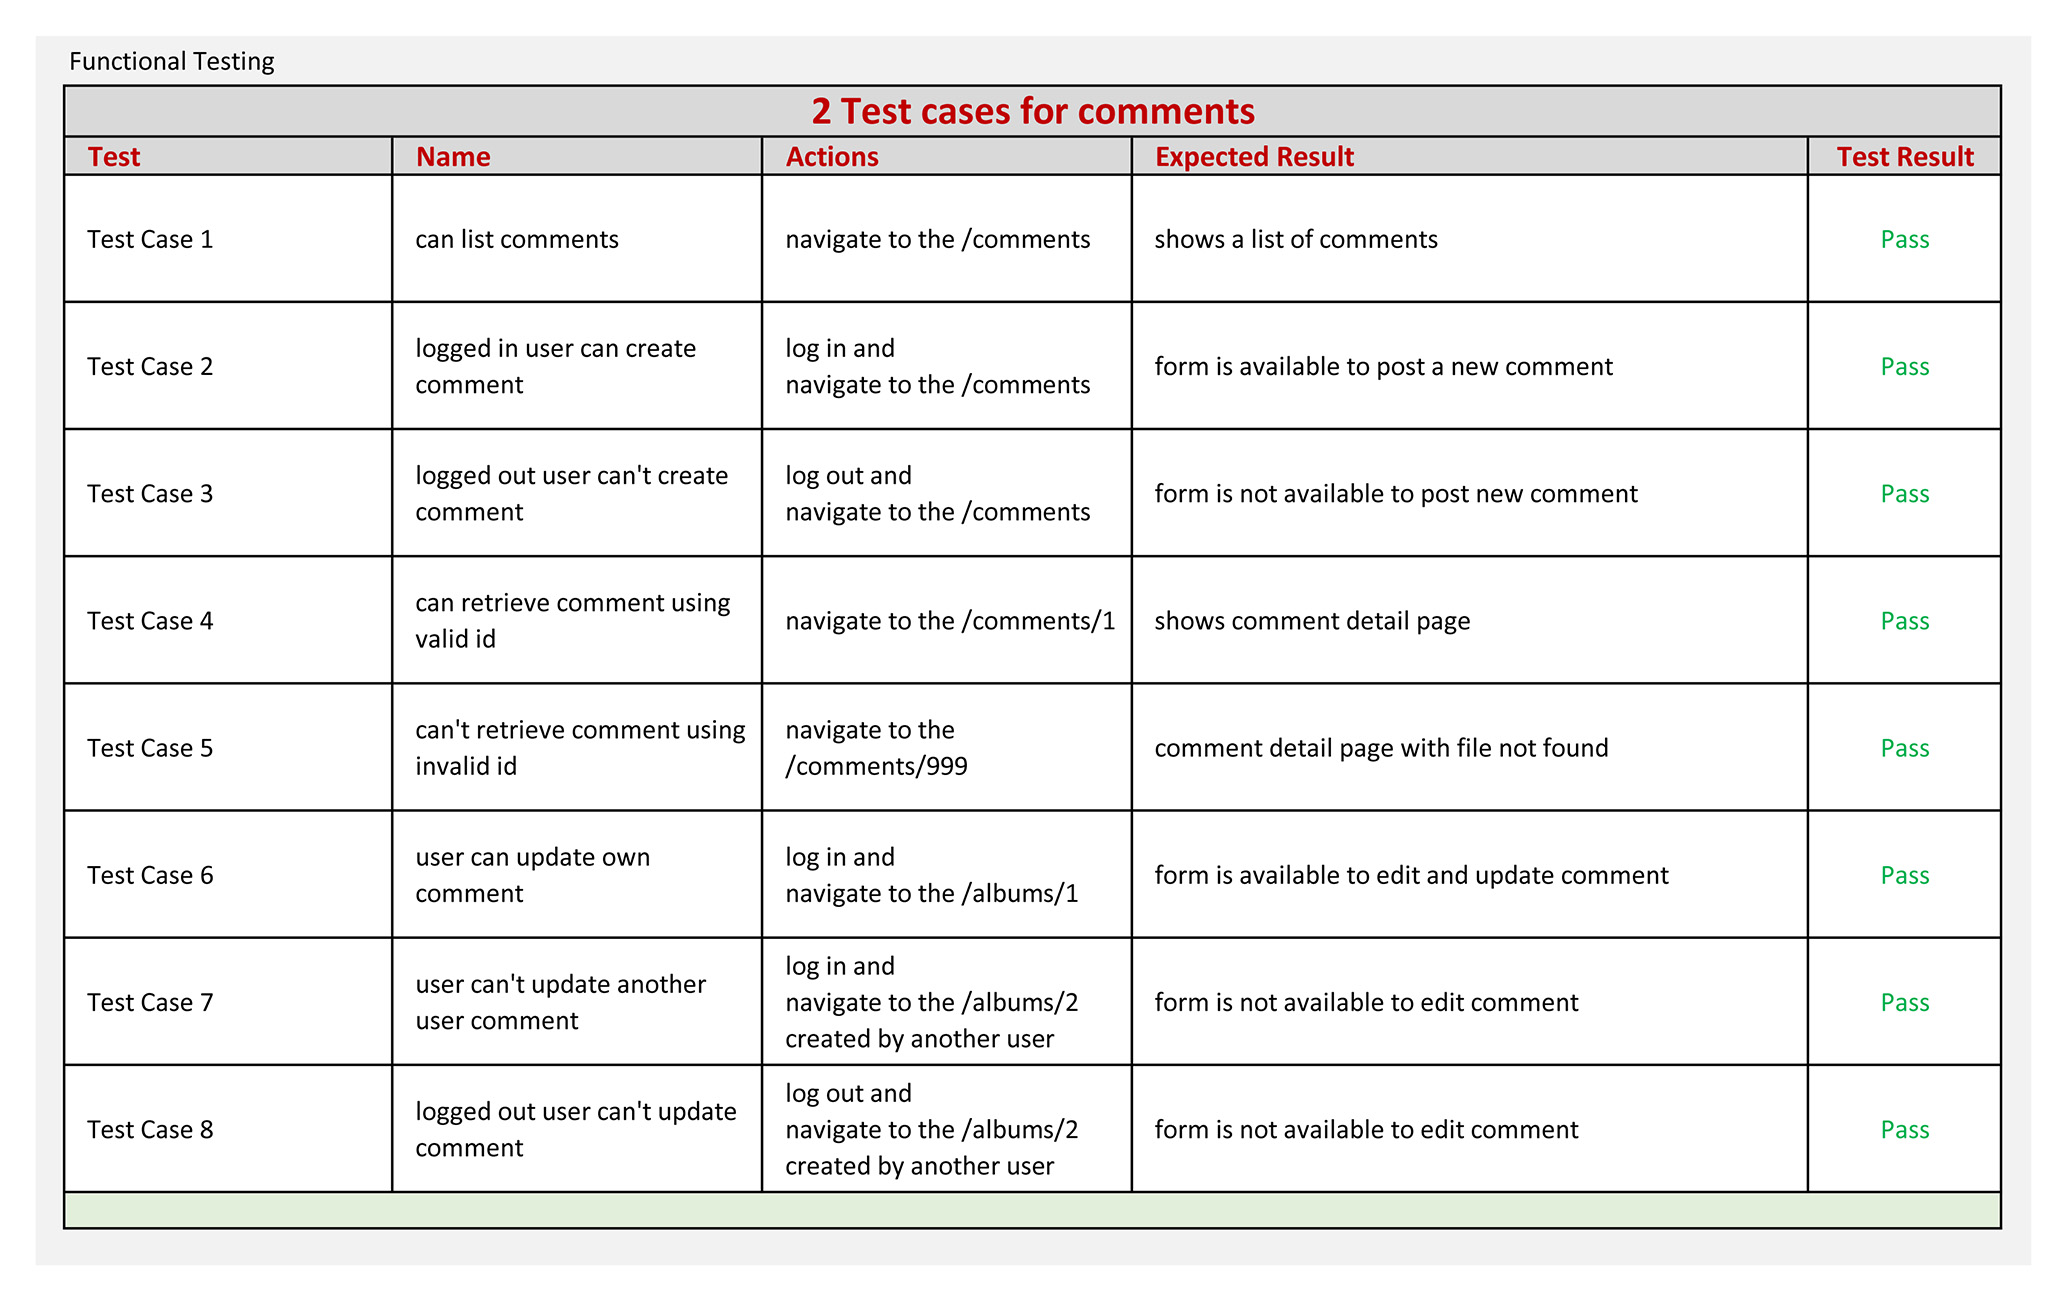 Functional Testing
2 Test cases for comments
Test Name Actions Expected Result Test Result
Test Case 1
can list comments
navigate to the /comments
shows a list of comments
Pass
Test Case 2
logged in user can create
comment
log in and
navigate to the /comments
form is available to post a new comment
Pass
Test Case 3
logged out user can't create
comment
log out and
navigate to the /comments
form is not available to post new comment
Pass
Test Case 4
can retrieve comment using
valid id
navigate to the /comments/1
shows comment detail page
Pass
Test Case 5
can't retrieve comment using
invalid id
navigate to the
/comments/999
comment detail page with file not found
Pass
Test Case 6
user can update own
comment
log in and
navigate to the /albums/1
form is available to edit and update comment
Pass
Test Case 7
user can't update another
user comment
log in and
navigate to the /albums/2
created by another user
form is not available to edit comment
Pass
Test Case 8
logged out user can't update
comment
log out and
navigate to the /albums/2
created by another user
form is not available to edit comment
Pass